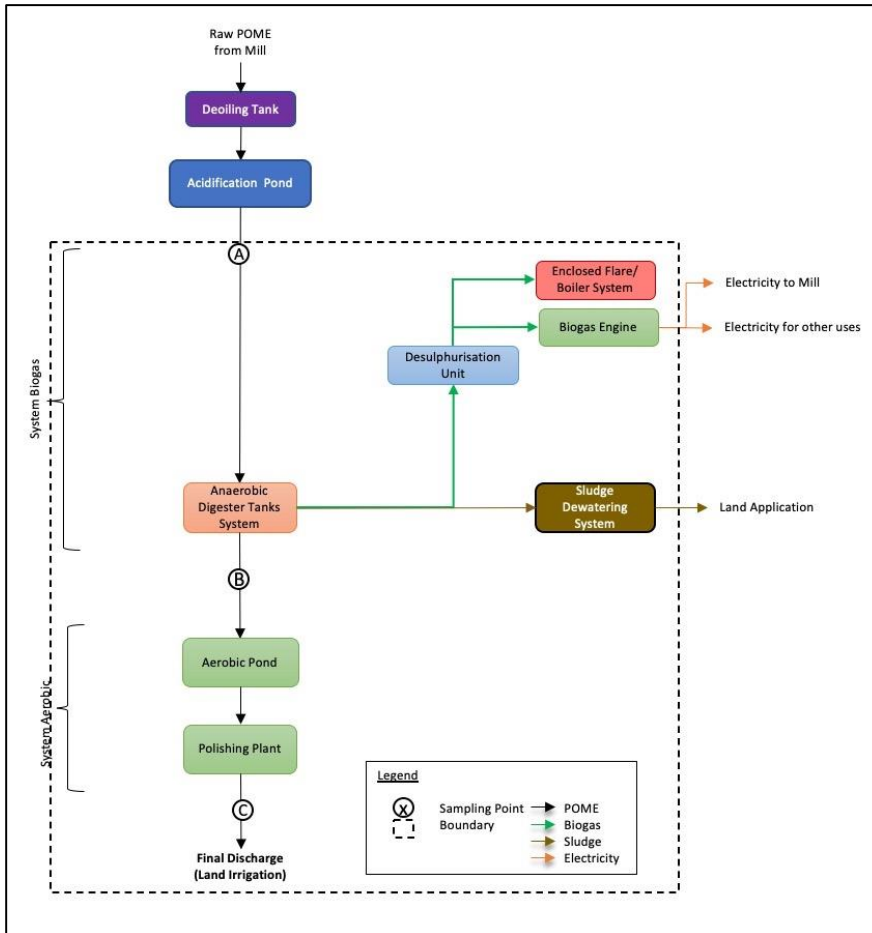 Raw POME
from Mill
Deoiling Tank
Acidification Pond
A
Enclosed Flare/
Boiler System
Electricity to Mill
Biogas Engine
Electricity for other uses
Desulphurisation
Unit
System Biogas
Anaerobic
Digester Tanks
System
Sludge
Dewatering
System
Land Application
B
System Aerobic
Aerobic Pond
Polishing Plant
C
Final Discharge
(Land Irrigation)
Legend
X
Sampling Point
Boundary
POME
Biogas
Sludge
Electricity